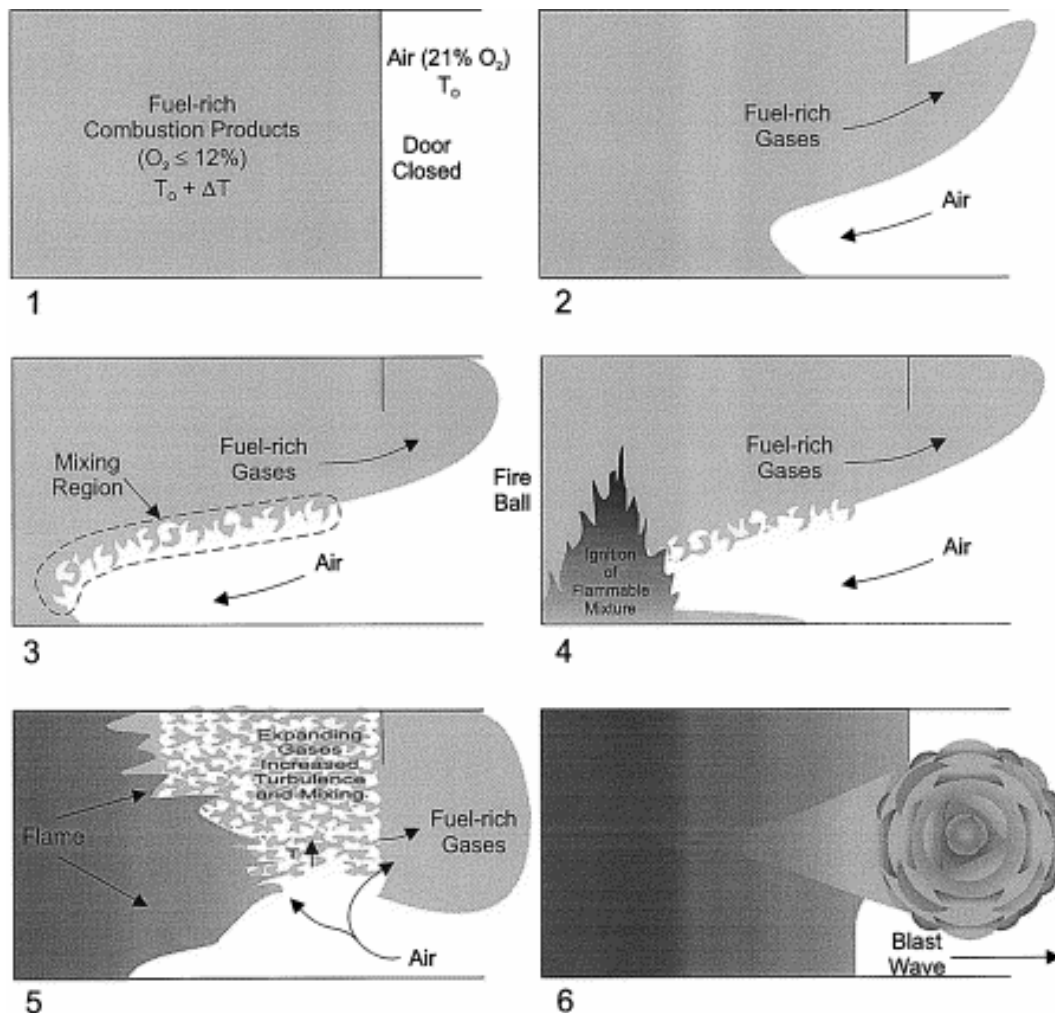 Fuel-rich
Combustion Products
(O₂ ≤ 12%)
T₀ + ΔT
Air (21% O₂)
T₀
Door
Closed
1
Fuel-rich
Gases
Air
2
Mixing
Region
Fuel-rich
Gases
Air
3
Fire
Ball
Fuel-rich
Gases
Ignition
of
Flammable
Mixture
Air
4
Expanding
Gases
Increased
Turbulence
and Mixing
Flame
Fuel-rich
Gases
Air
5
Blast
Wave
6